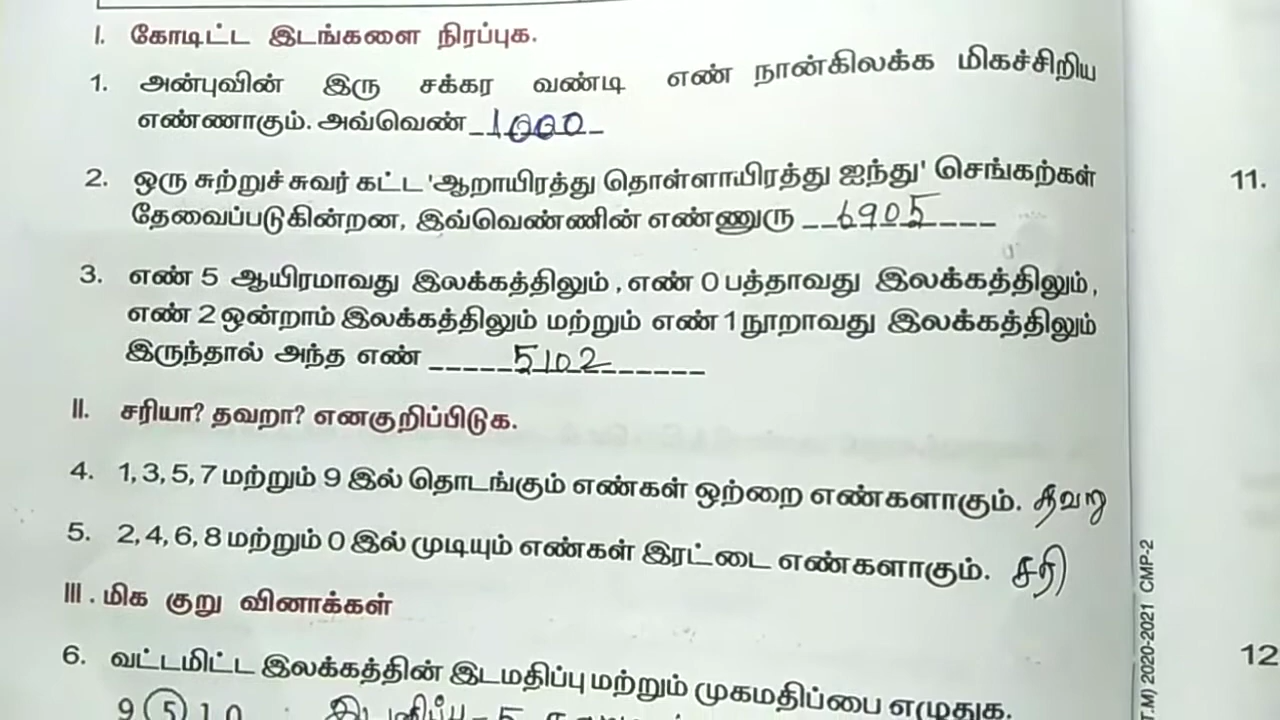 I. கோடிட்ட இடங்களை நிரப்புக.
1. அன்புவின் இரு சக்கர வண்டி எண் நான்கிலக்க மிகச்சிறிய
எண்ணாகும். அவ்வெண் 1000
2. ஒரு சுற்றுச் சுவர் கட்ட 'ஆறாயிரத்து தொள்ளாயிரத்து ஐந்து' செங்கற்கள்
தேவைப்படுகின்றன, இவ்வெண்ணின் எண்ணுரு 6905
3. எண் 5 ஆயிரமாவது இலக்கத்திலும், எண் 0 பத்தாவது இலக்கத்திலும்,
எண் 2 ஒன்றாம் இலக்கத்திலும் மற்றும் எண் 1 நூறாவது இலக்கத்திலும்
இருந்தால் அந்த எண் 5102
II. சரியா? தவறா? எனகுறிப்பிடுக.
4. 1, 3, 5, 7 மற்றும் 9 இல் தொடங்கும் எண்கள் ஒற்றை எண்களாகும். தவறு
5. 2, 4, 6, 8 மற்றும் 0 இல் முடியும் எண்கள் இரட்டை எண்களாகும். சரி
III. மிக குறு வினாக்கள்
6. வட்டமிட்ட இலக்கத்தின் இடமதிப்பு மற்றும் முகமதிப்பை எழுதுக.
9 5 1 0 :
11.
12
T.M) 2020-2021 CMP-2